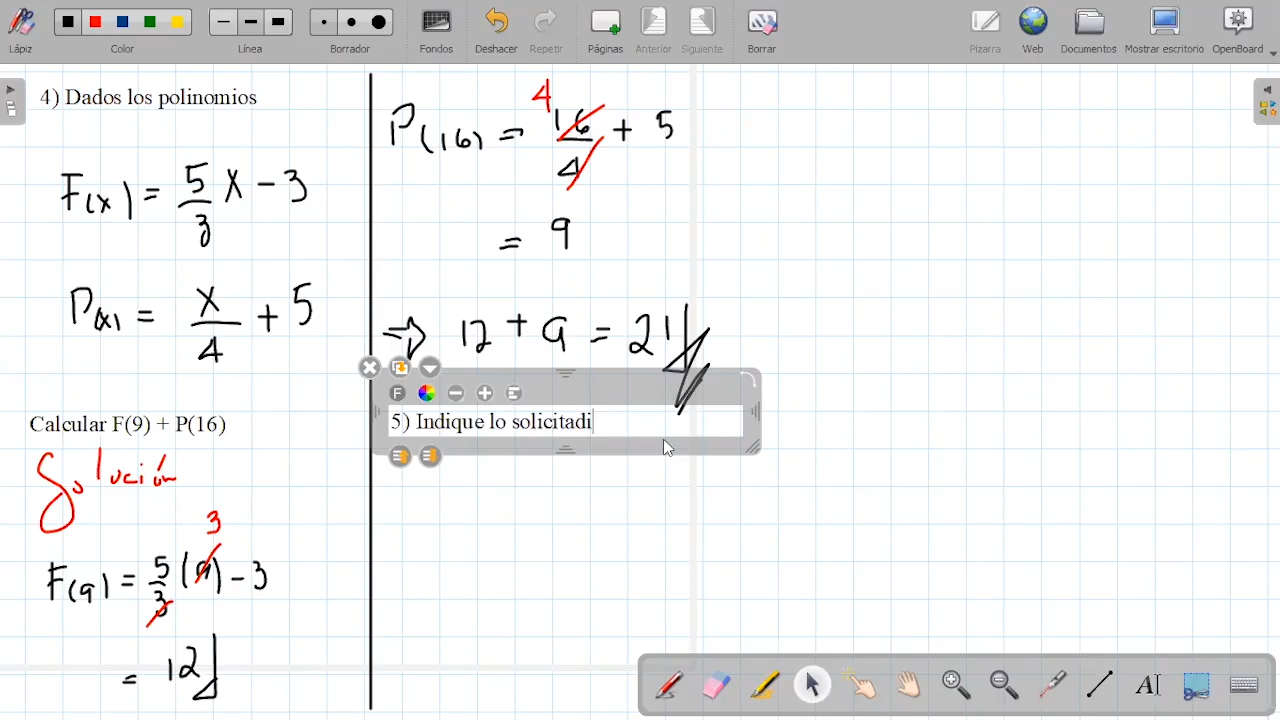 Lápiz Color Línea Borrador Fondos Deshacer Repetir Páginas Anterior Siguiente Borrar Pizarra Web Documentos Mostrar escritorio OpenBoard
4) Dados los polinomios
F(x) = 5/3 x - 3
P(x) = x/4 + 5
Calcular F(9) + P(16)
Solución
3
F(9) = 5/3 (9) - 3
= 12
4
P(16) = 16/4 + 5
= 9
⇒ 12 + 9 = 21
F
5) Indique lo solicitadi
A